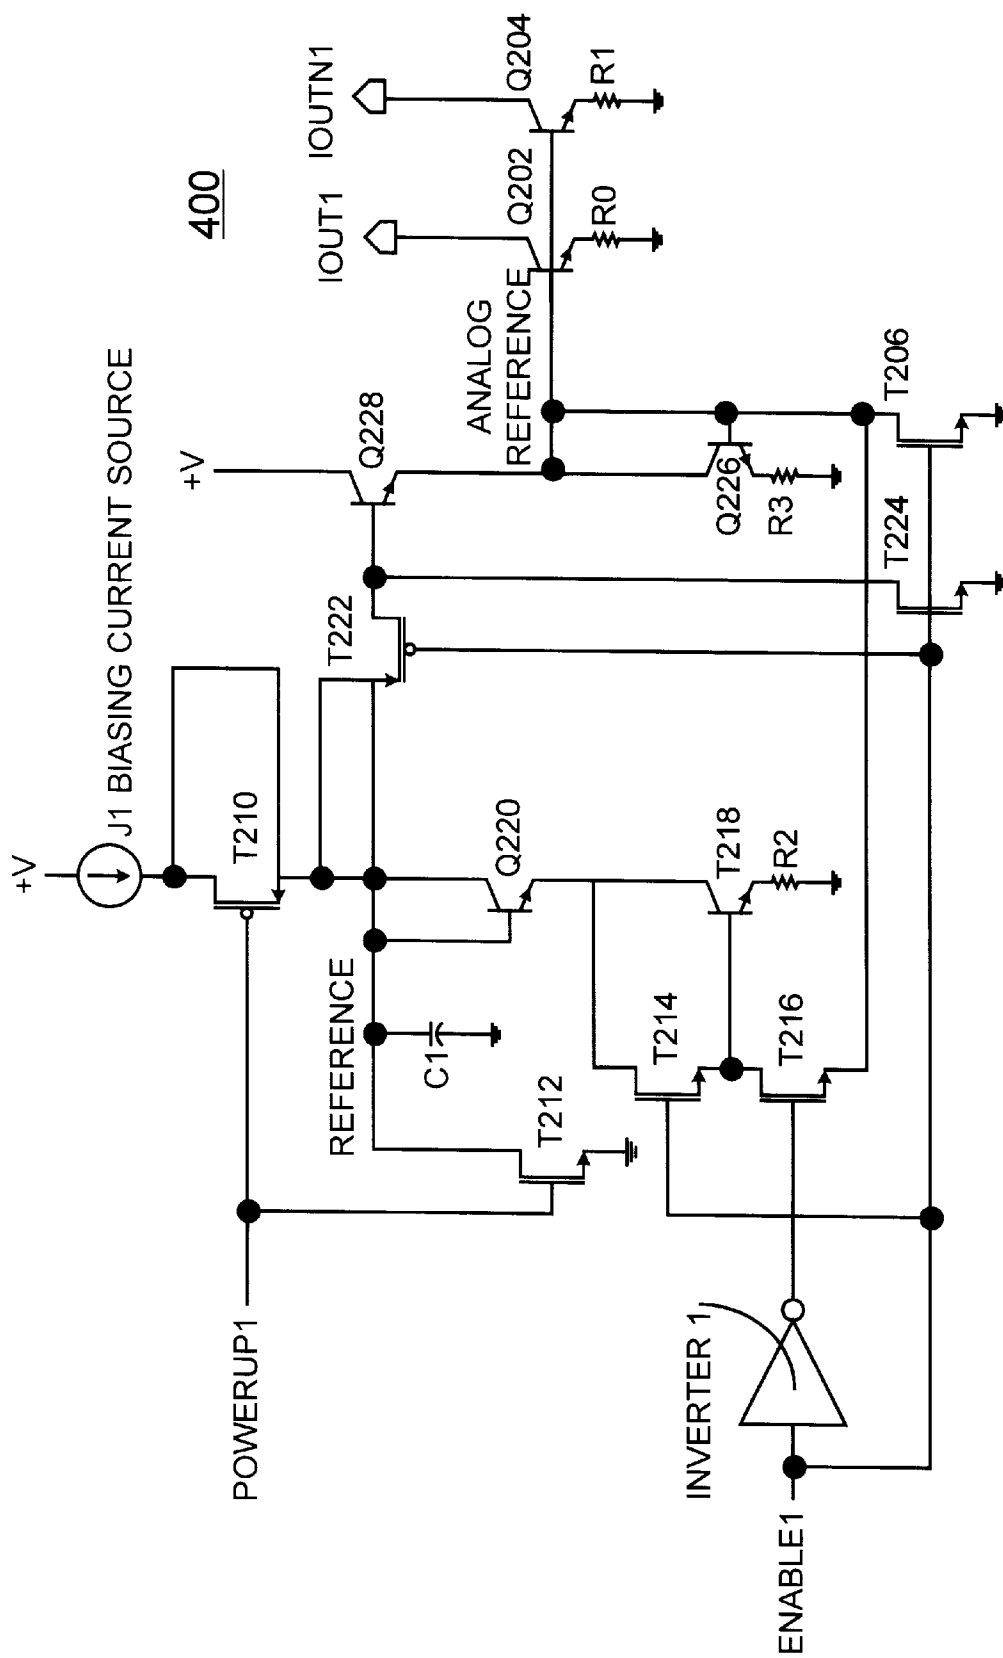 400
+V
J1 BIASING CURRENT SOURCE
POWERUP1
T210
+V
Q228
T222
REFERENCE
C1
T212
Q220
T214
T218
R2
T216
INVERTER 1
ENABLE1
ANALOG
REFERENCE
IOUT1
IOUTN1
Q202
Q204
R0
R1
Q226
R3
T224
T206